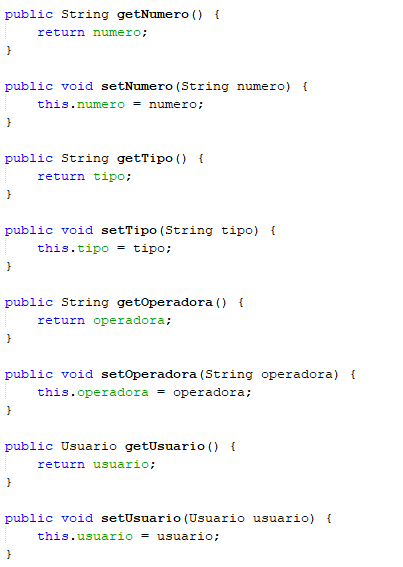 public String getNumero() {
    return numero;
}

public void setNumero(String numero) {
    this.numero = numero;
}

public String getTipo() {
    return tipo;
}

public void setTipo(String tipo) {
    this.tipo = tipo;
}

public String getOperadora() {
    return operadora;
}

public void setOperadora(String operadora) {
    this.operadora = operadora;
}

public Usuario getUsuario() {
    return usuario;
}

public void setUsuario(Usuario usuario) {
    this.usuario = usuario;
}